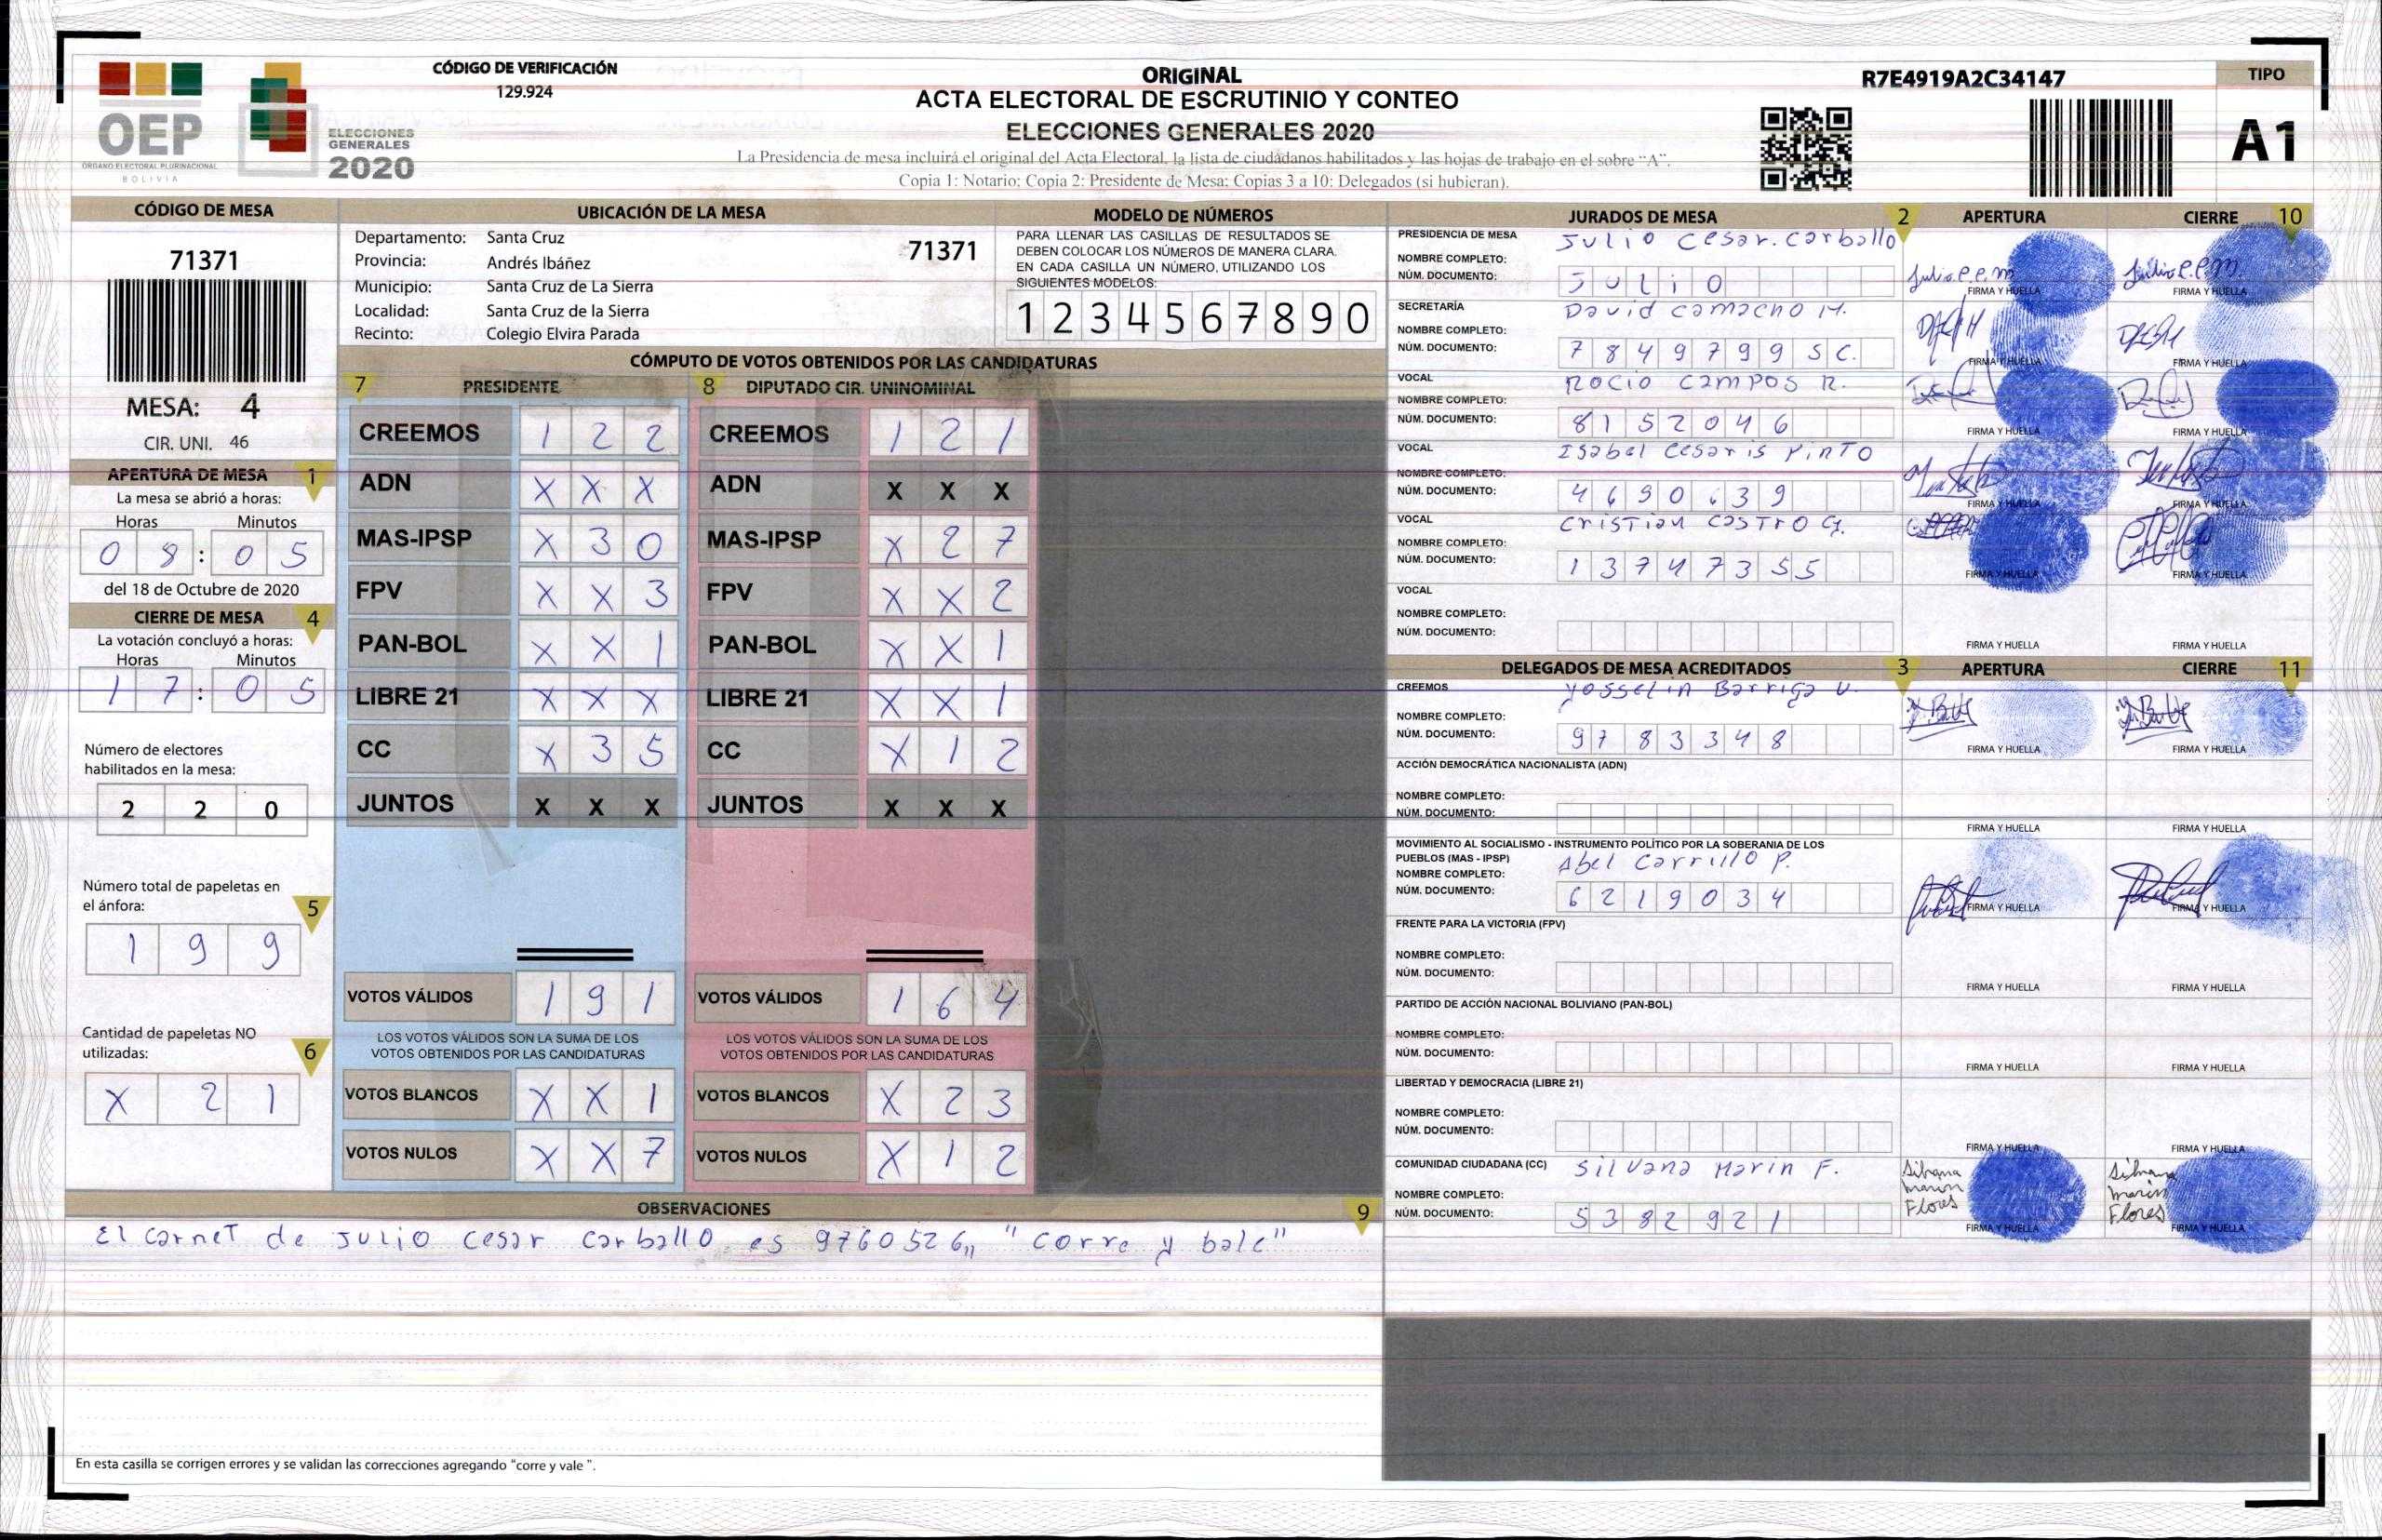 CÓDIGO DE VERIFICACIÓN
129.924
OEP
ÓRGANO ELECTORAL PLURINACIONAL
BOLIVIA
ELECCIONES
GENERALES
2020
ORIGINAL
ACTA ELECTORAL DE ESCRUTINIO Y CONTEO
ELECCIONES GENERALES 2020
La Presidencia de mesa incluirá el original del Acta Electoral, la lista de ciudadanos habilitados y las hojas de trabajo en el sobre "A".
Copia 1: Notario; Copia 2: Presidente de Mesa; Copias 3 a 10: Delegados (si hubieran).
R7E4919A2C34147
TIPO
A1
CÓDIGO DE MESA
71371
MESA: 4
CIR. UNI. 46
APERTURA DE MESA 1
La mesa se abrió a horas:
Horas Minutos
0 8 : 0 5
del 18 de Octubre de 2020
CIERRE DE MESA 4
La votación concluyó a horas:
Horas Minutos
1 7 : 0 5
Número de electores
habilitados en la mesa:
2 2 0
Número total de papeletas en
el ánfora: 5
1 9 9
Cantidad de papeletas NO
utilizadas: 6
X 2 1
UBICACIÓN DE LA MESA
Departamento: Santa Cruz
Provincia: Andrés Ibáñez
Municipio: Santa Cruz de La Sierra
Localidad: Santa Cruz de la Sierra
Recinto: Colegio Elvira Parada
71371
MODELO DE NÚMEROS
PARA LLENAR LAS CASILLAS DE RESULTADOS SE
DEBEN COLOCAR LOS NÚMEROS DE MANERA CLARA.
EN CADA CASILLA UN NÚMERO, UTILIZANDO LOS
SIGUIENTES MODELOS:
1 2 3 4 5 6 7 8 9 0
CÓMPUTO DE VOTOS OBTENIDOS POR LAS CANDIDATURAS
7 PRESIDENTE 8 DIPUTADO CIR. UNINOMINAL
CREEMOS 1 2 2 CREEMOS 1 2 1
ADN X X X ADN X X X
MAS-IPSP X 3 0 MAS-IPSP X 2 7
FPV X X 3 FPV X X 2
PAN-BOL X X 1 PAN-BOL X X 1
LIBRE 21 X X X LIBRE 21 X X 1
CC X 3 5 CC X 1 2
JUNTOS X X X JUNTOS X X X
VOTOS VÁLIDOS 1 9 1 VOTOS VÁLIDOS 1 6 4
LOS VOTOS VÁLIDOS SON LA SUMA DE LOS LOS VOTOS VÁLIDOS SON LA SUMA DE LOS
VOTOS OBTENIDOS POR LAS CANDIDATURAS VOTOS OBTENIDOS POR LAS CANDIDATURAS
VOTOS BLANCOS X X 1 VOTOS BLANCOS X 2 3
VOTOS NULOS X X 7 VOTOS NULOS X 1 2
OBSERVACIONES 9
El carnet de Julio Cesar Carballo es 9760526,, "Corre y bale"
En esta casilla se corrigen errores y se validan las correcciones agregando "corre y vale ".
JURADOS DE MESA 2 APERTURA CIERRE 10
PRESIDENCIA DE MESA Julio Cesar. Carballo
NOMBRE COMPLETO: Julio.C.C.M. Julio C.C.M.
NÚM. DOCUMENTO: J U L i O
FIRMA Y HUELLA FIRMA Y HUELLA
SECRETARÍA David Camacho M.
NOMBRE COMPLETO:
NÚM. DOCUMENTO: 7 8 4 9 7 9 9 S C.
FIRMA Y HUELLA FIRMA Y HUELLA
VOCAL Rocio Campos R.
NOMBRE COMPLETO:
NÚM. DOCUMENTO: 8 1 5 2 0 4 6
FIRMA Y HUELLA FIRMA Y HUELLA
VOCAL Isabel Cesaris Pinto
NOMBRE COMPLETO:
NÚM. DOCUMENTO: 4 6 9 0 6 3 9
FIRMA Y HUELLA FIRMA Y HUELLA
VOCAL Cristian Castro G.
NOMBRE COMPLETO:
NÚM. DOCUMENTO: 1 3 7 4 7 3 5 5
FIRMA Y HUELLA FIRMA Y HUELLA
VOCAL
NOMBRE COMPLETO:
NÚM. DOCUMENTO:
FIRMA Y HUELLA FIRMA Y HUELLA
DELEGADOS DE MESA ACREDITADOS 3 APERTURA CIERRE 11
CREEMOS Yosselin Barriga V.
NOMBRE COMPLETO:
NÚM. DOCUMENTO: 9 7 8 3 3 4 8
FIRMA Y HUELLA FIRMA Y HUELLA
ACCIÓN DEMOCRÁTICA NACIONALISTA (ADN)
NOMBRE COMPLETO:
NÚM. DOCUMENTO:
FIRMA Y HUELLA FIRMA Y HUELLA
MOVIMIENTO AL SOCIALISMO - INSTRUMENTO POLÍTICO POR LA SOBERANIA DE LOS
PUEBLOS (MAS - IPSP) Abel Carrillo P.
NOMBRE COMPLETO:
NÚM. DOCUMENTO: 6 2 1 9 0 3 4
FIRMA Y HUELLA FIRMA Y HUELLA
FRENTE PARA LA VICTORIA (FPV)
NOMBRE COMPLETO:
NÚM. DOCUMENTO:
FIRMA Y HUELLA FIRMA Y HUELLA
PARTIDO DE ACCIÓN NACIONAL BOLIVIANO (PAN-BOL)
NOMBRE COMPLETO:
NÚM. DOCUMENTO:
FIRMA Y HUELLA FIRMA Y HUELLA
LIBERTAD Y DEMOCRACIA (LIBRE 21)
NOMBRE COMPLETO:
NÚM. DOCUMENTO:
FIRMA Y HUELLA FIRMA Y HUELLA
COMUNIDAD CIUDADANA (CC) Silvana Marin F.
NOMBRE COMPLETO: Silvana Marin Flores Silvana Marin Flores
NÚM. DOCUMENTO: 5 3 8 2 9 2 1
FIRMA Y HUELLA FIRMA Y HUELLA